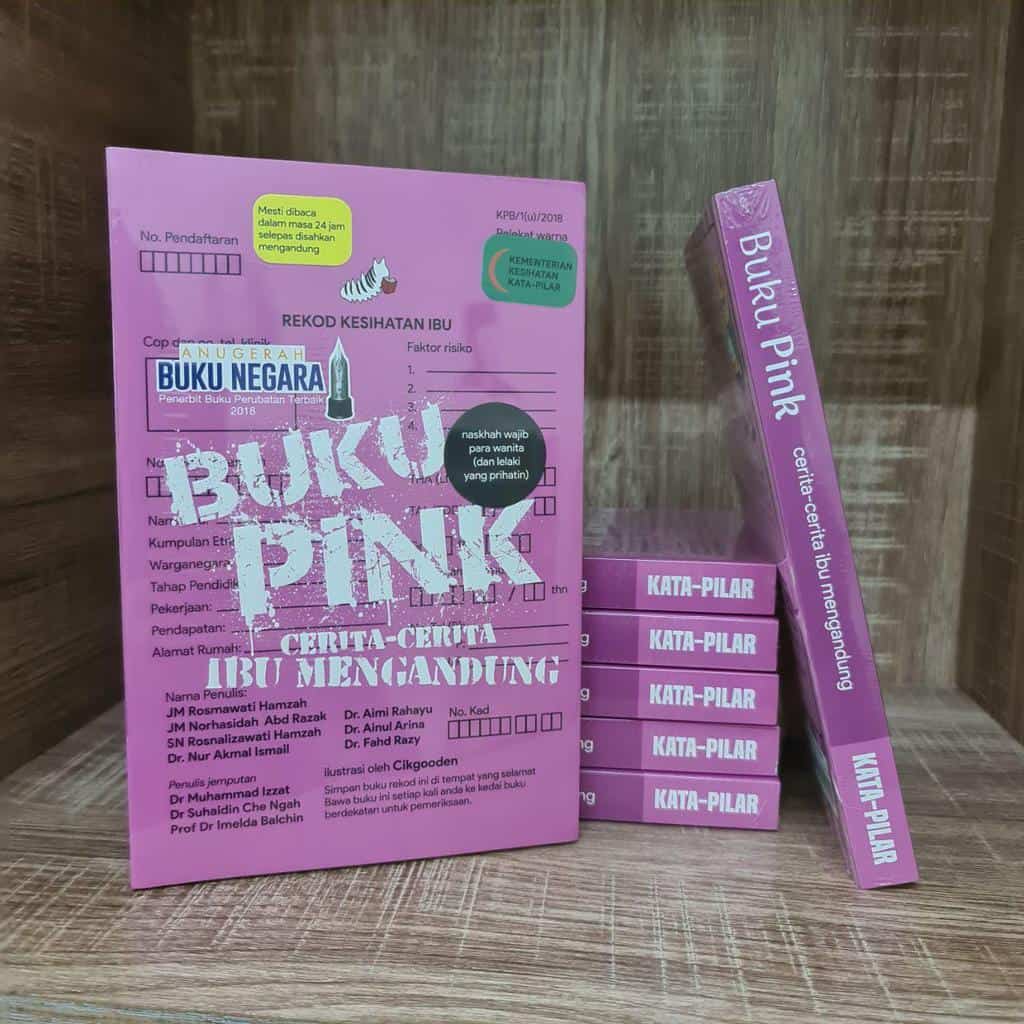 Mesti dibaca
dalam masa 24 jam
selepas disahkan
mengandung
KPB/1(u)/2018
No. Pendaftaran
Pelekat warna
KEMENTERIAN
KESIHATAN
KATA-PILAR
REKOD KESIHATAN IBU
Faktor risiko
1.
2.
3.
4.
ANUGERAH
BUKU NEGARA
Penerbit Buku Perubatan Terbaik
2018
naskhah wajib
para wanita
(dan lelaki
yang prihatin)
BUKU
PINK
Kumpulan
Warganegara
Tahap
Pekerjaan:
Pendapatan:
Alamat Rumah:
thn
CERITA-CERITA
IBU MENGANDUNG
Nama Penulis:
JM Rosmawati Hamzah
JM Norhasidah Abd Razak
SN Rosnalizawati Hamzah
Dr. Nur Akmal Ismail
Dr. Aimi Rahayu
Dr. Ainul Arina
Dr. Fahd Razy
No. Kad
Penulis jemputan
Dr Muhammad Izzat
Dr Suhaidin Che Ngah
Prof Dr Imelda Balchin
ilustrasi oleh Cikgooden
Simpan buku rekod ini di tempat yang selamat
Bawa buku ini setiap kali anda ke kedai buku
berdekatan untuk pemeriksaan.
KATA-PILAR
KATA-PILAR
KATA-PILAR
KATA-PILAR
KATA-PILAR
Buku Pink cerita-cerita ibu mengandung KATA-PILAR